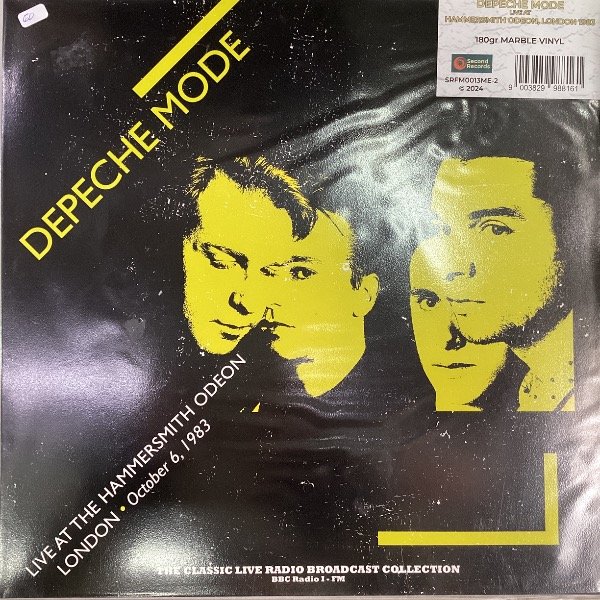 60
DEPECHE MODE
LIVE AT
HAMMERSMITH ODEON, LONDON 1983
180gr MARBLE VINYL
Second
Records
SRFM0013ME-2
© 2024
9 003829 988161
DEPECHE MODE
LIVE AT THE HAMMERSMITH ODEON
LONDON • October 6, 1983
THE CLASSIC LIVE RADIO BROADCAST COLLECTION
BBC Radio 1 - FM